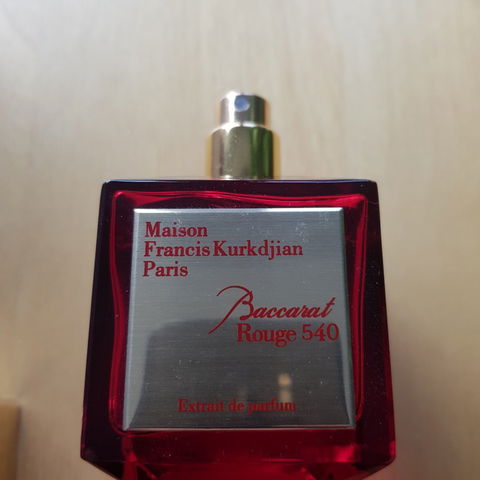 Maison
Francis Kurkdjian
Paris
Baccarat
Rouge 540
Extrait de parfum